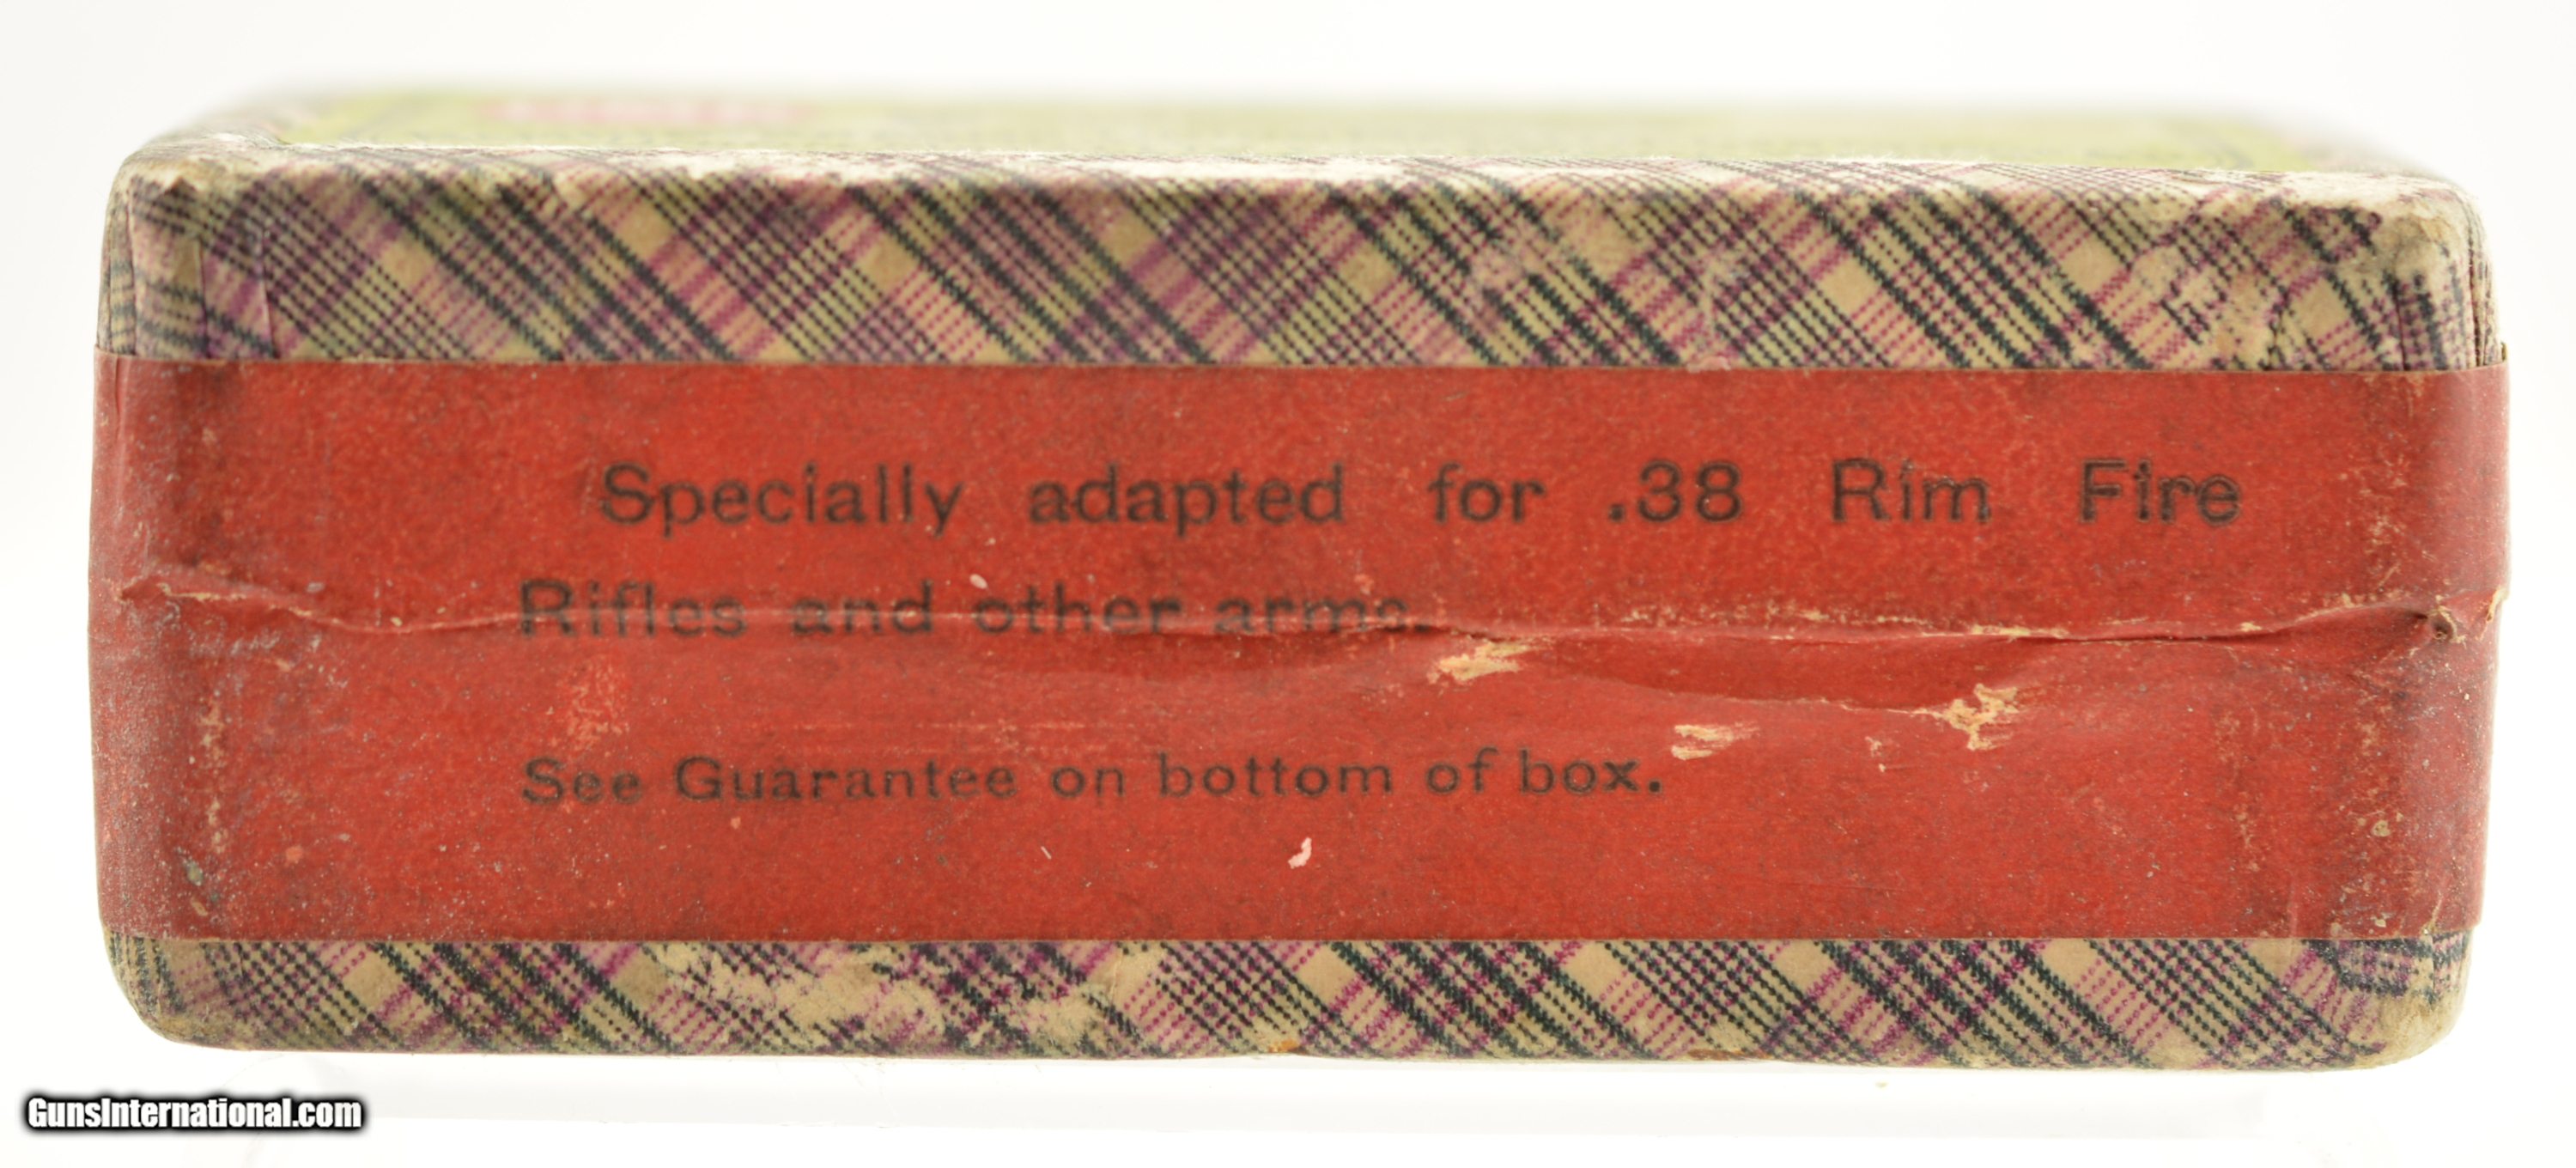 Specially adapted for .38 Rim Fire
Rifles and other arms.
See Guarantee on bottom of box.
GunsInternational.com